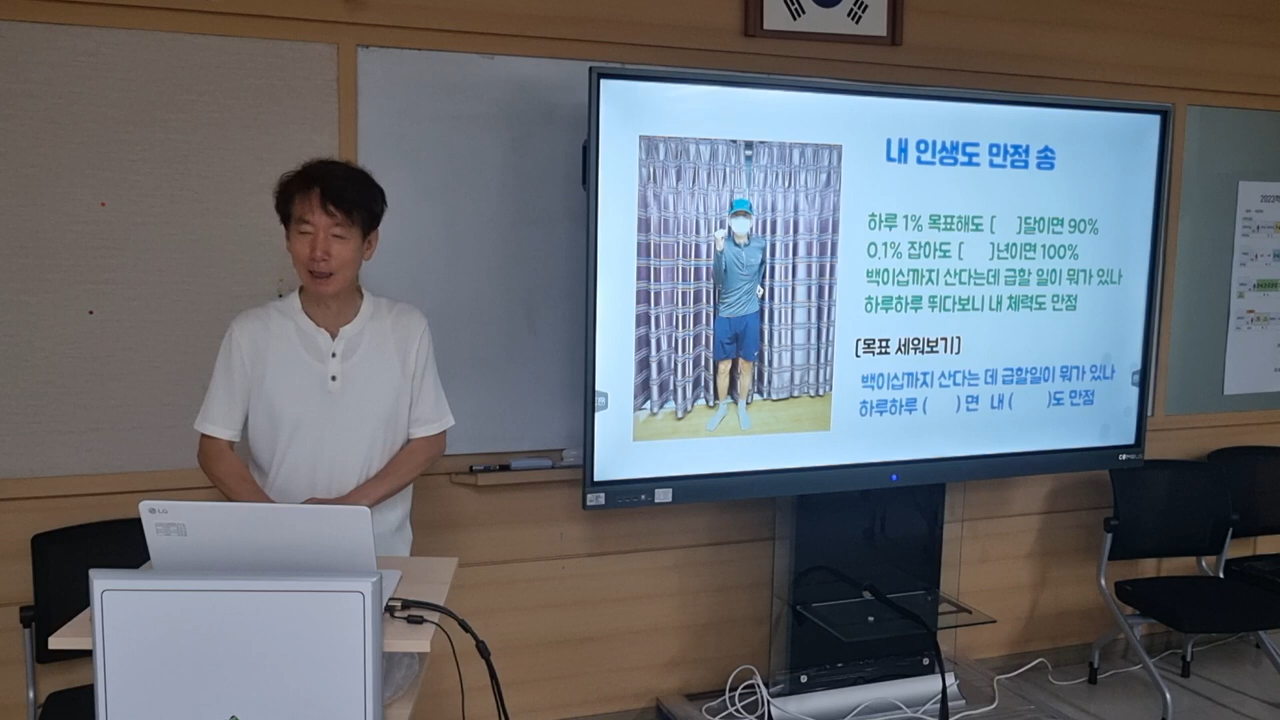 내 인생도 만점 송
하루 1% 목표해도 [ ]달이면 90%
0.1% 잡아도 [ ]년이면 100%
백이십까지 산다는데 급할 일이 뭐가 있나
하루하루 뛰다보니 내 체력도 만점
[목표 세워보기]
백이십까지 산다는 데 급할일이 뭐가 있나
하루하루 ( ) 면 내 ( )도 만점
LG